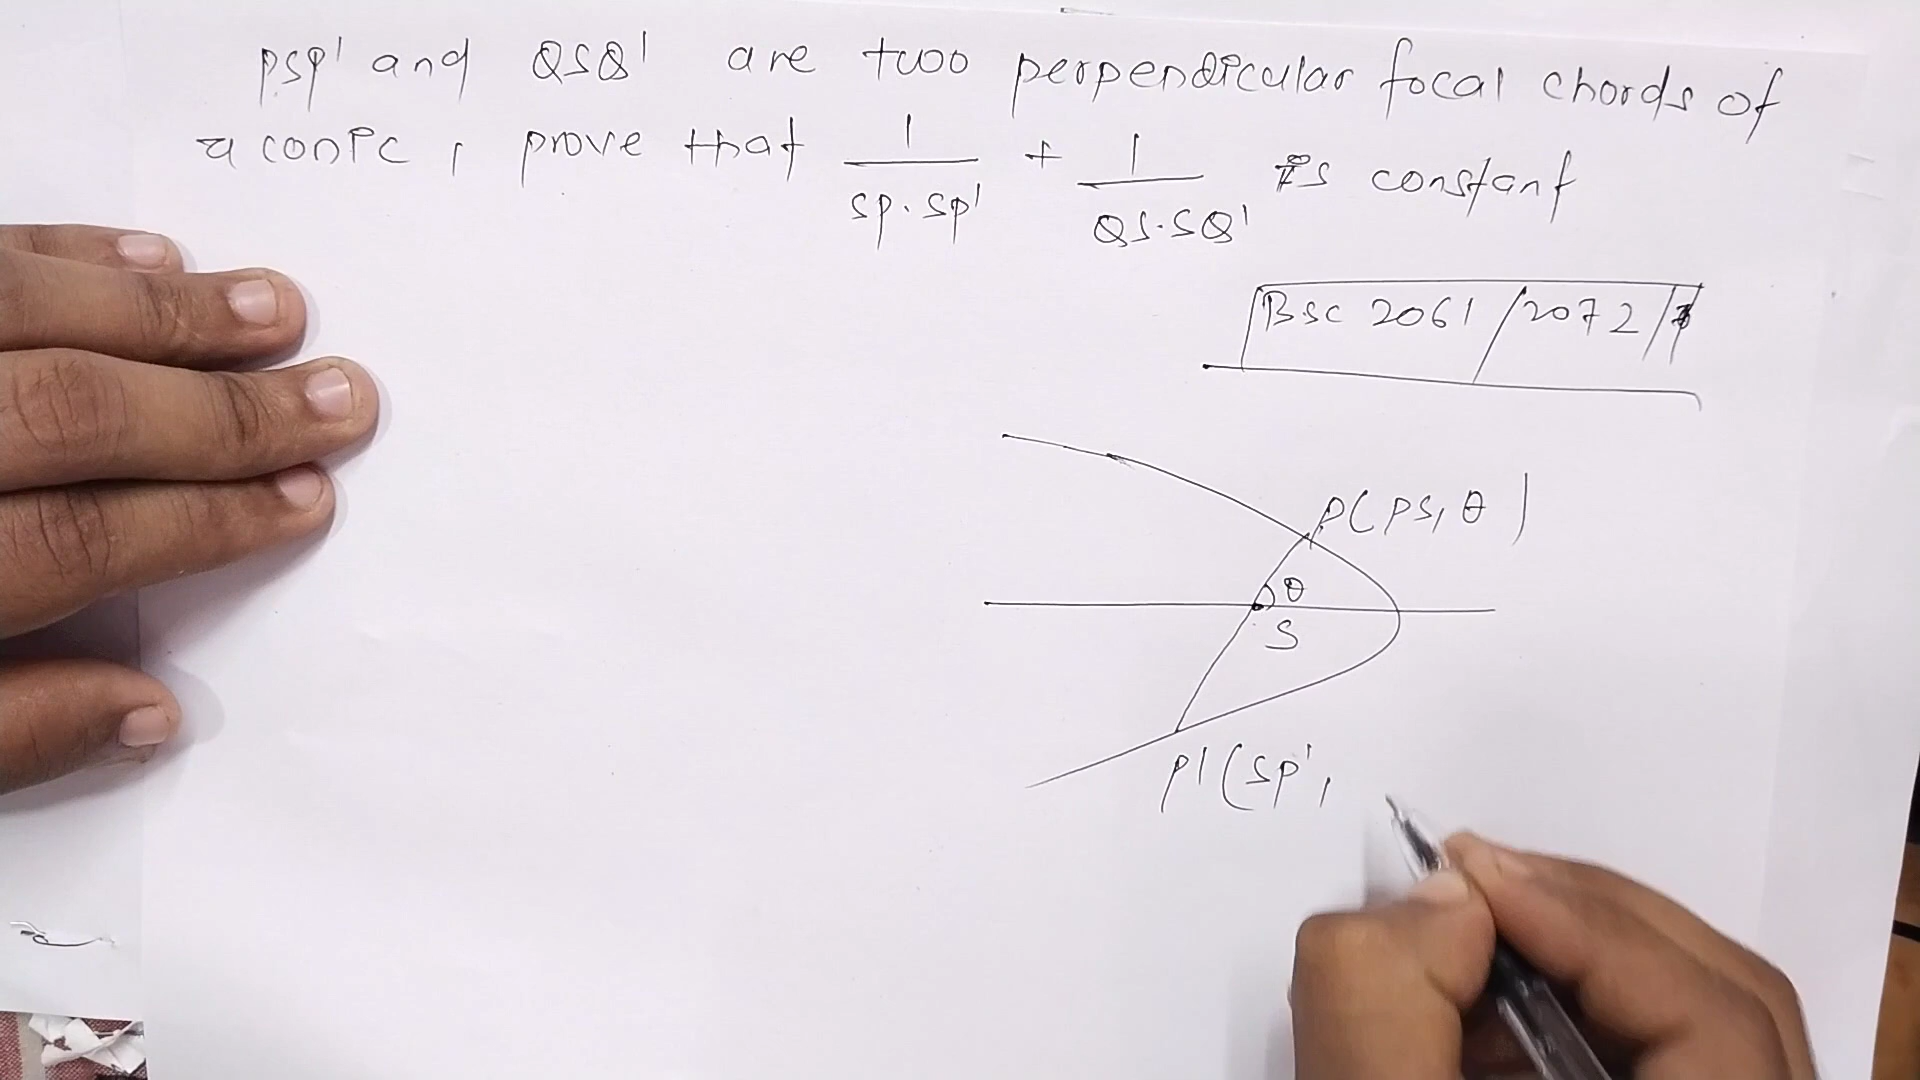 PSP' and QSQ' are two perpendicular focal chords of
a conic, prove that 1/SP.SP' + 1/QS.SQ' is constant
BSC 2061 /2072/
P(PS, θ)
θ
S
P'(SP',